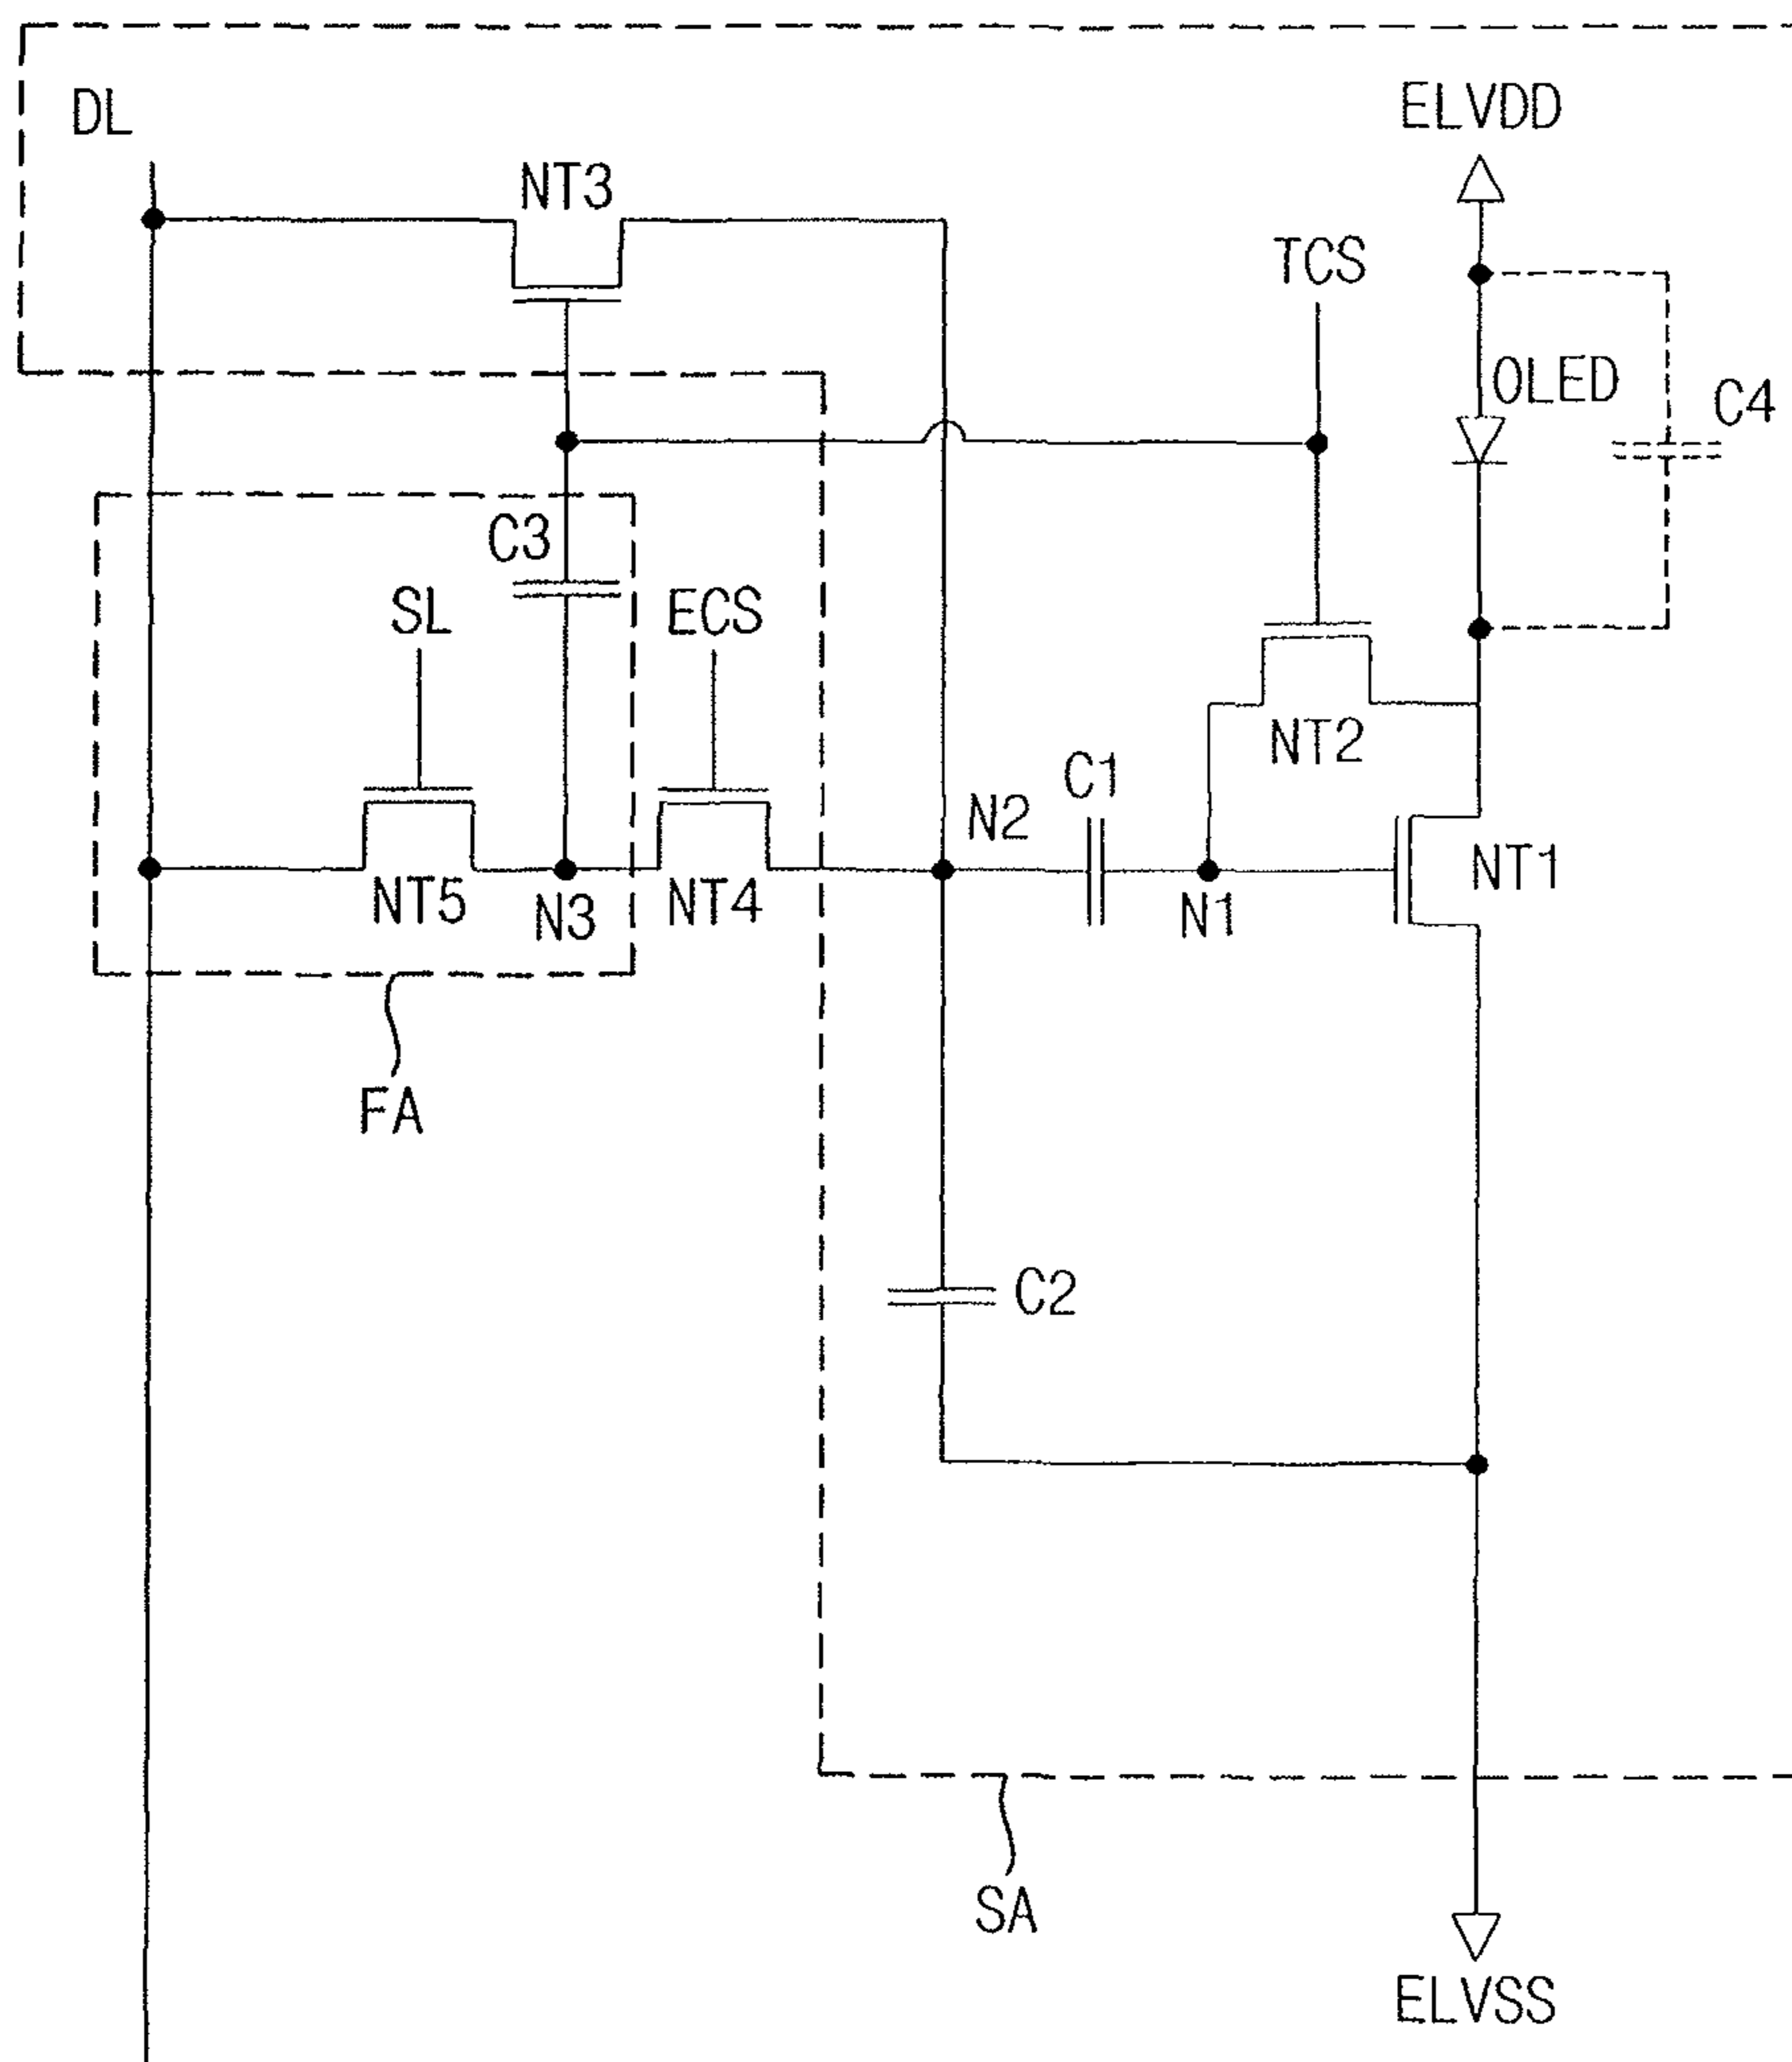 DL
ELVDD
NT3
TCS
OLED
C4
C3
SL
ECS
NT2
C1
N2
NT1
NT5
N3
NT4
N1
FA
C2
SA
ELVSS